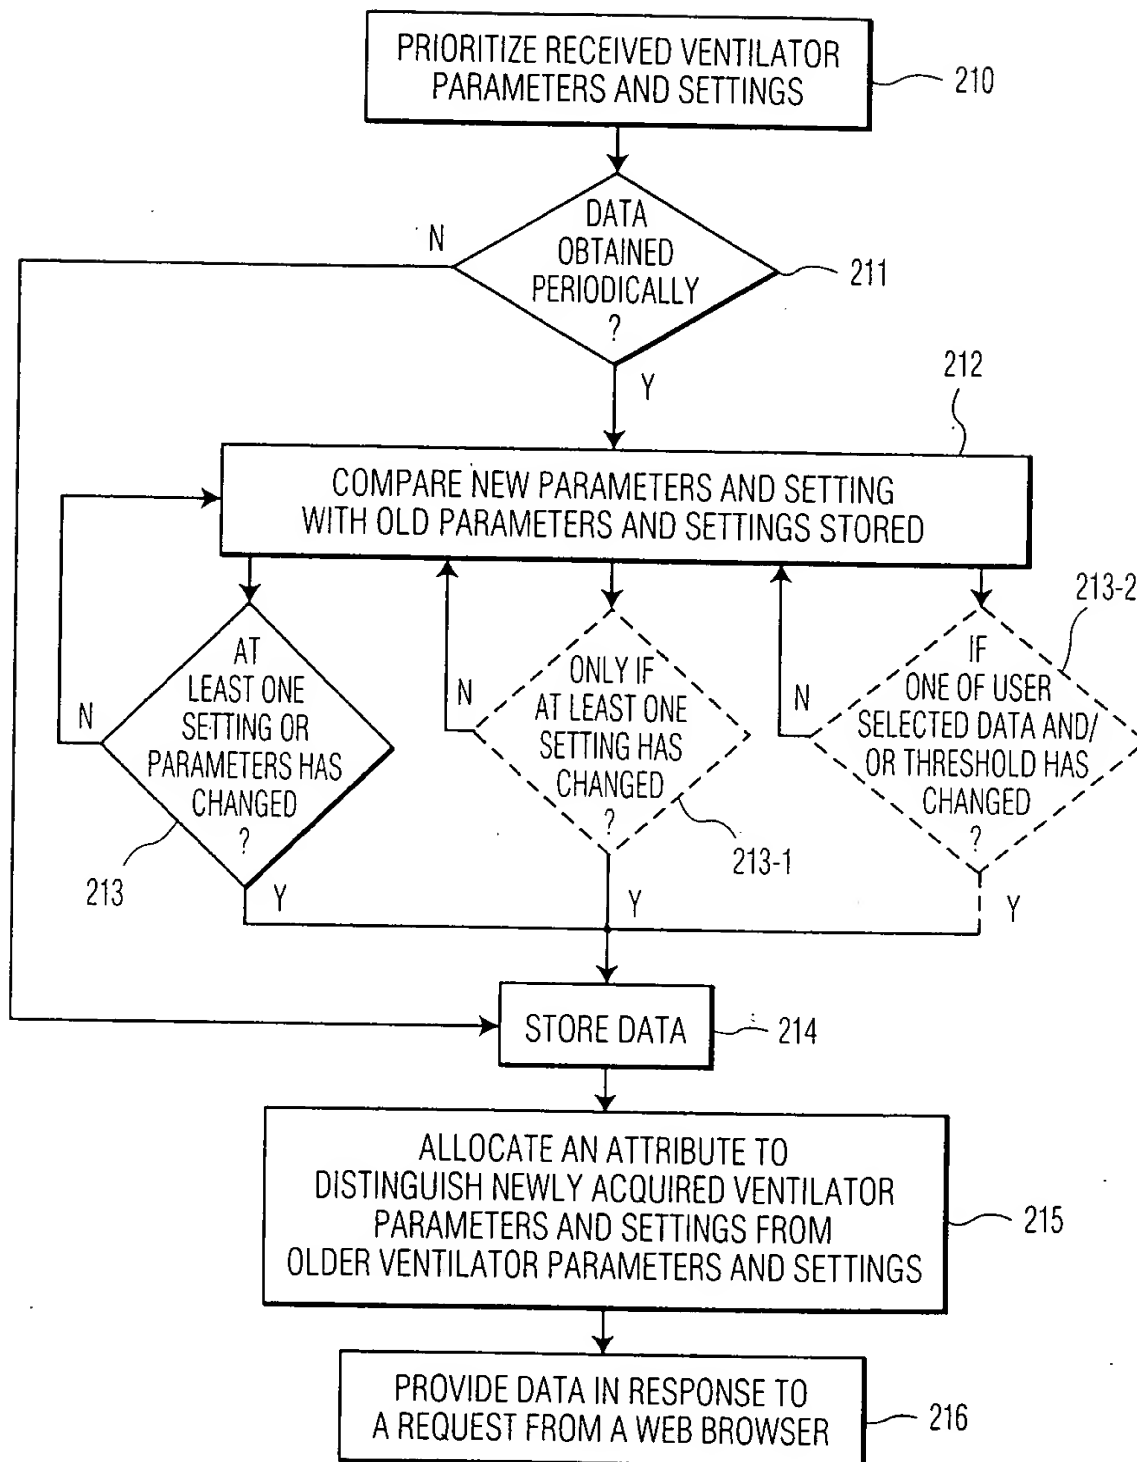 PRIORITIZE RECEIVED VENTILATOR
PARAMETERS AND SETTINGS
210
DATA
OBTAINED
PERIODICALLY
?
N
211
Y
212
COMPARE NEW PARAMETERS AND SETTING
WITH OLD PARAMETERS AND SETTINGS STORED
213-2
AT
LEAST ONE
SETTING OR
PARAMETERS HAS
CHANGED
?
N
213
Y
ONLY IF
AT LEAST ONE
SETTING HAS
CHANGED
?
N
213-1
Y
IF
ONE OF USER
SELECTED DATA AND/
OR THRESHOLD HAS
CHANGED
?
N
Y
STORE DATA
214
ALLOCATE AN ATTRIBUTE TO
DISTINGUISH NEWLY ACQUIRED VENTILATOR
PARAMETERS AND SETTINGS FROM
OLDER VENTILATOR PARAMETERS AND SETTINGS
215
PROVIDE DATA IN RESPONSE TO
A REQUEST FROM A WEB BROWSER
216